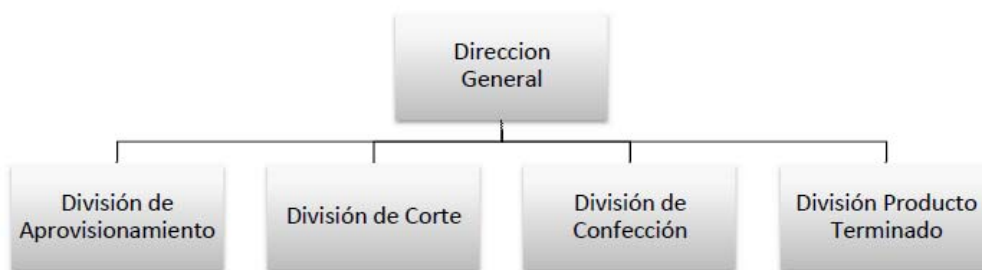 Direccion
General
División de
Aprovisionamiento
División de Corte
División de
Confección
División Producto
Terminado